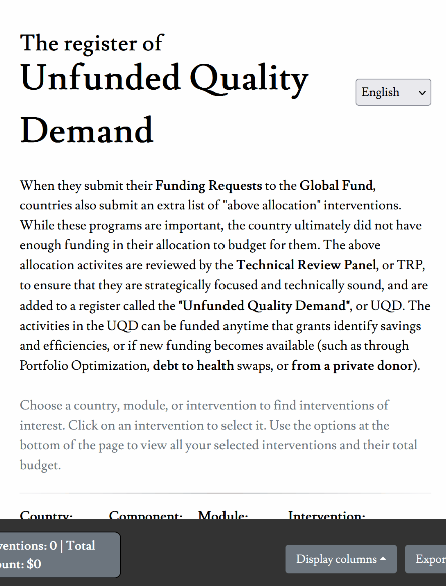 The register of
Unfunded Quality
Demand
English
When they submit their Funding Requests to the Global Fund,
countries also submit an extra list of "above allocation" interventions.
While these programs are important, the country ultimately did not have
enough funding in their allocation to budget for them. The above
allocation activites are reviewed by the Technical Review Panel, or TRP,
to ensure that they are strategically focused and technically sound, and are
added to a register called the "Unfunded Quality Demand", or UQD. The
activities in the UQD can be funded anytime that grants identify savings
and efficiencies, or if new funding becomes available (such as through
Portfolio Optimization, debt to health swaps, or from a private donor).
Choose a country, module, or intervention to find interventions of
interest. Click on an intervention to select it. Use the options at the
bottom of the page to view all your selected interventions and their total
budget.
Country: Component: Module: Intervention:
ventions: 0 | Total
ount: $0
Display columns
Expor